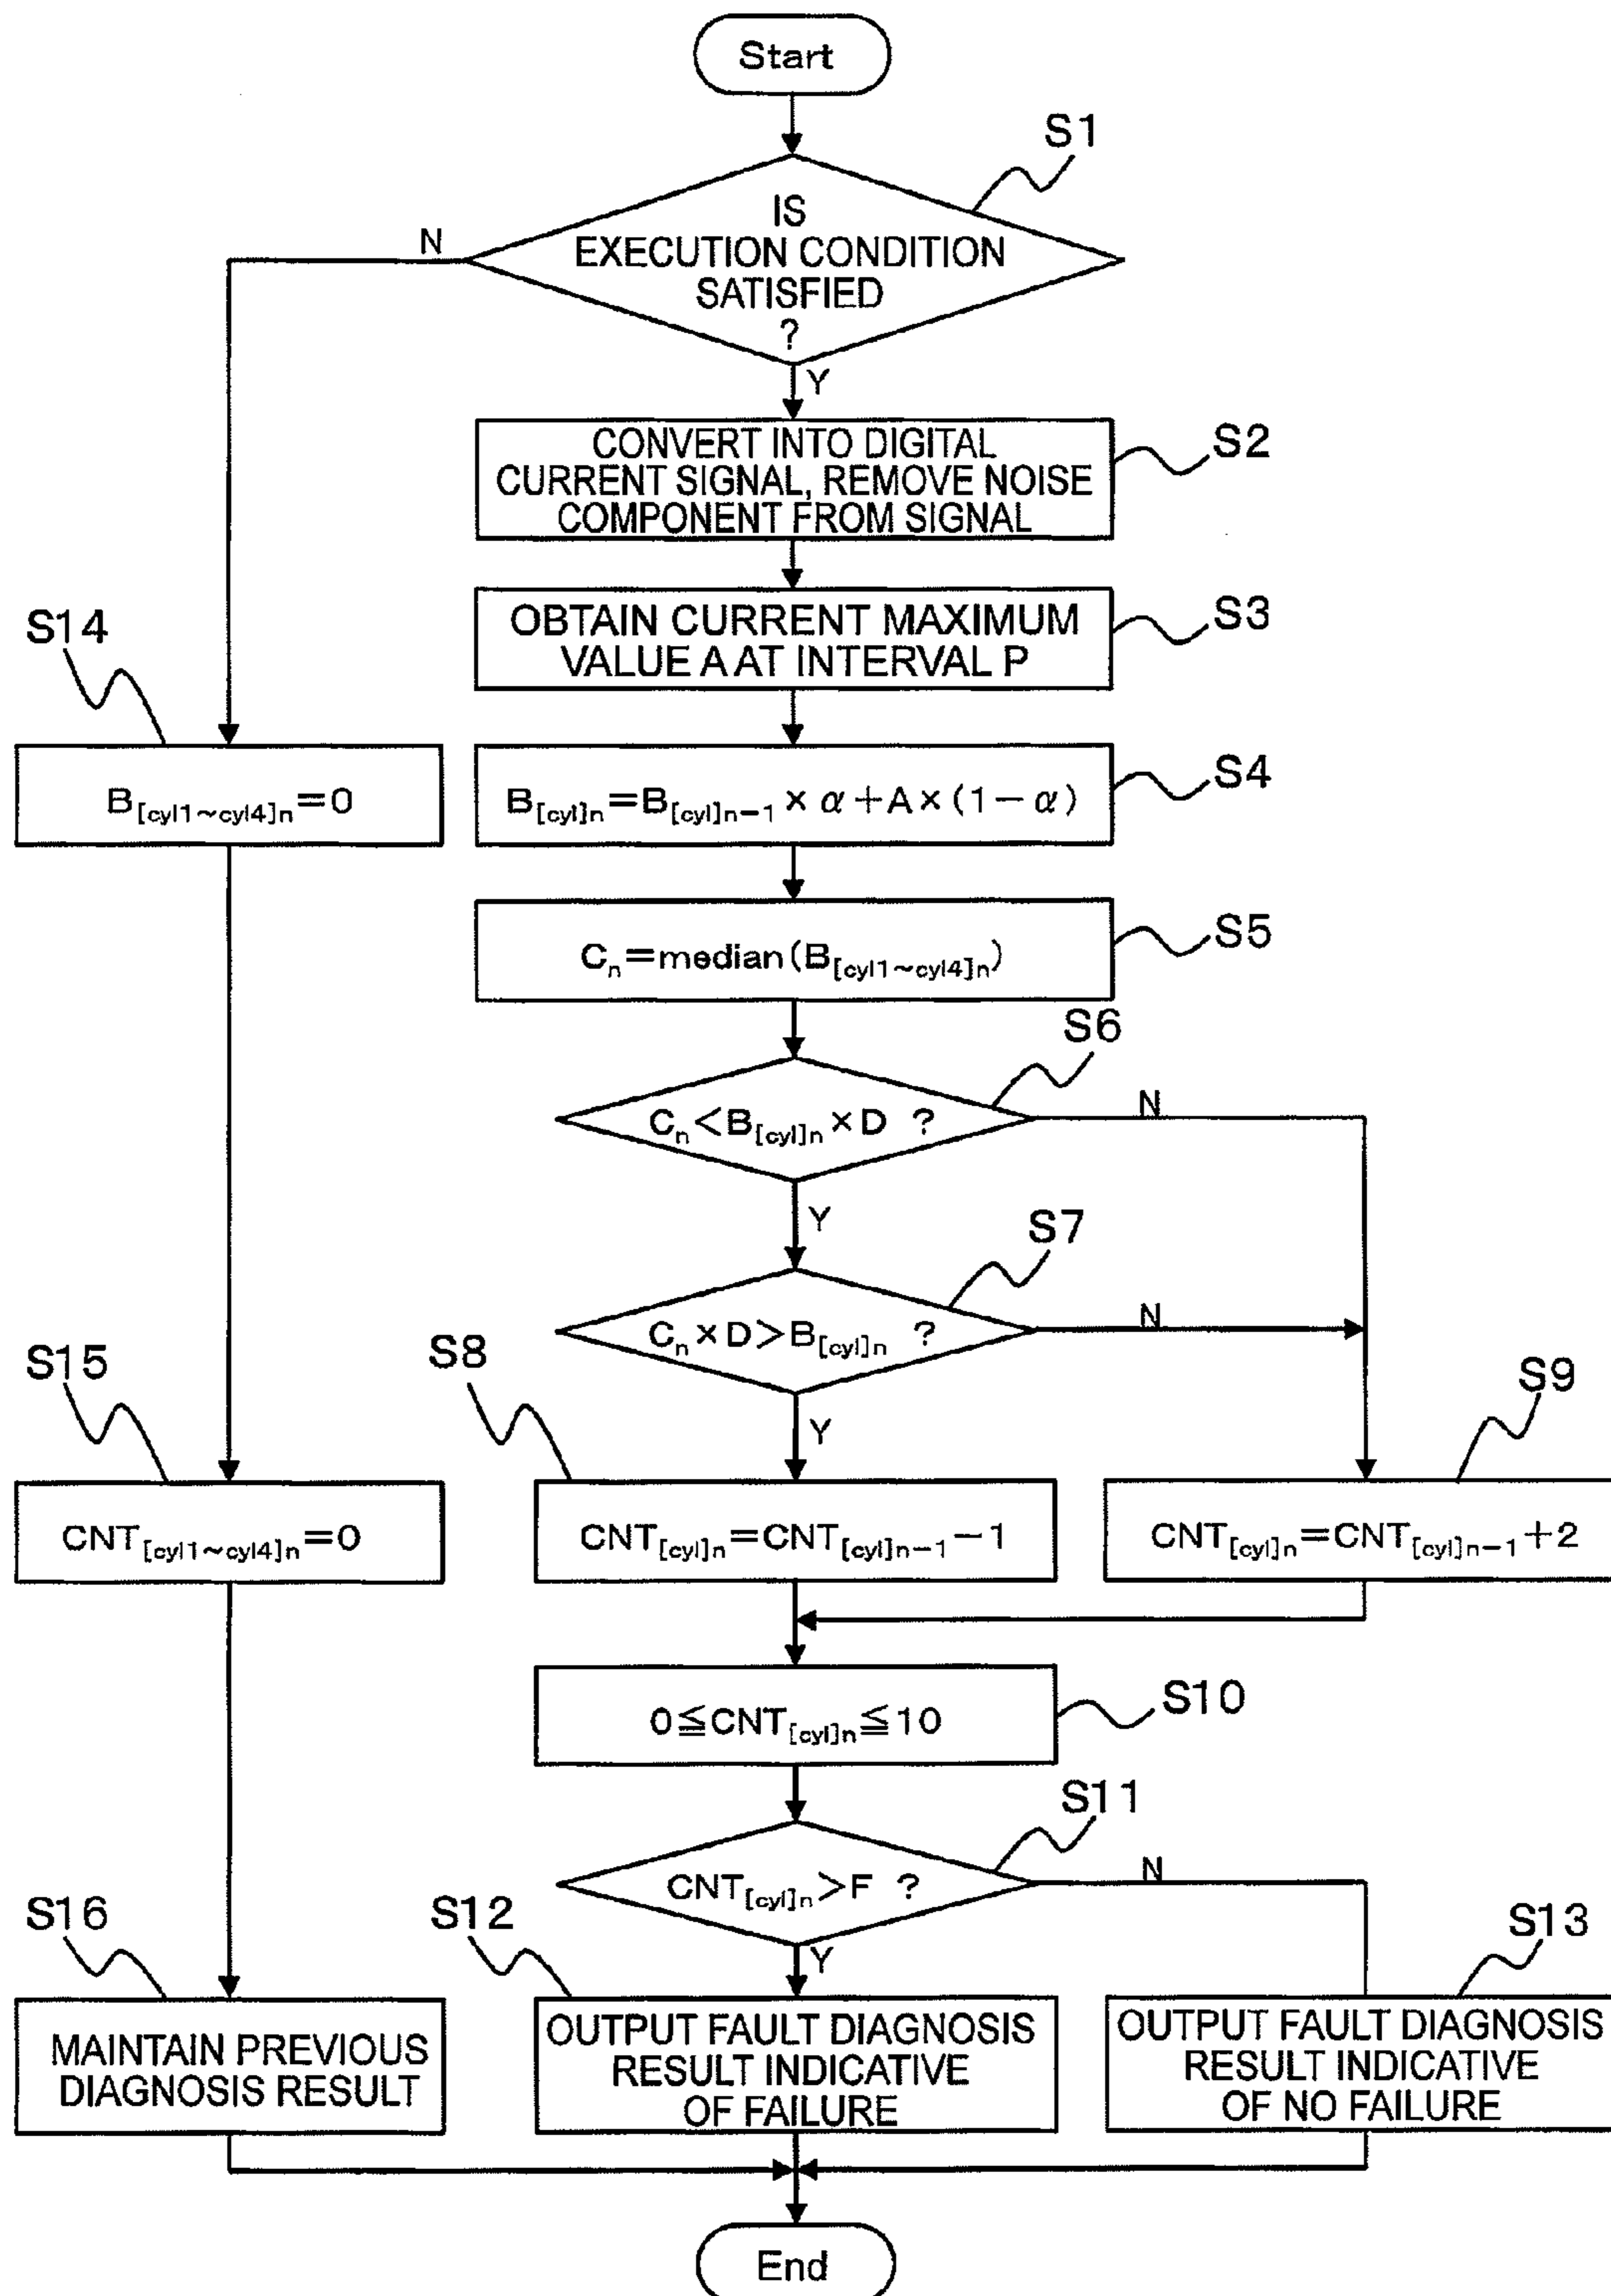 Start
S1
IS
EXECUTION CONDITION
SATISFIED
?
N
Y
CONVERT INTO DIGITAL
CURRENT SIGNAL, REMOVE NOISE
COMPONENT FROM SIGNAL
S2
OBTAIN CURRENT MAXIMUM
VALUE A AT INTERVAL P
S3
S14
B[cyl1~cyl4]n=0
B[cyl]n=B[cyl]n-1×α+A×(1-α)
S4
Cn=median(B[cyl1~cyl4]n)
S5
S6
Cn<B[cyl]n×D ?
N
Y
S7
Cn×D>B[cyl]n ?
N
Y
S15
CNT[cyl1~cyl4]n=0
S8
CNT[cyl]n=CNT[cyl]n-1-1
S9
CNT[cyl]n=CNT[cyl]n-1+2
0≦CNT[cyl]n≦10
S10
S11
CNT[cyl]n>F ?
N
Y
S16
MAINTAIN PREVIOUS
DIAGNOSIS RESULT
S12
OUTPUT FAULT DIAGNOSIS
RESULT INDICATIVE
OF FAILURE
S13
OUTPUT FAULT DIAGNOSIS
RESULT INDICATIVE
OF NO FAILURE
End